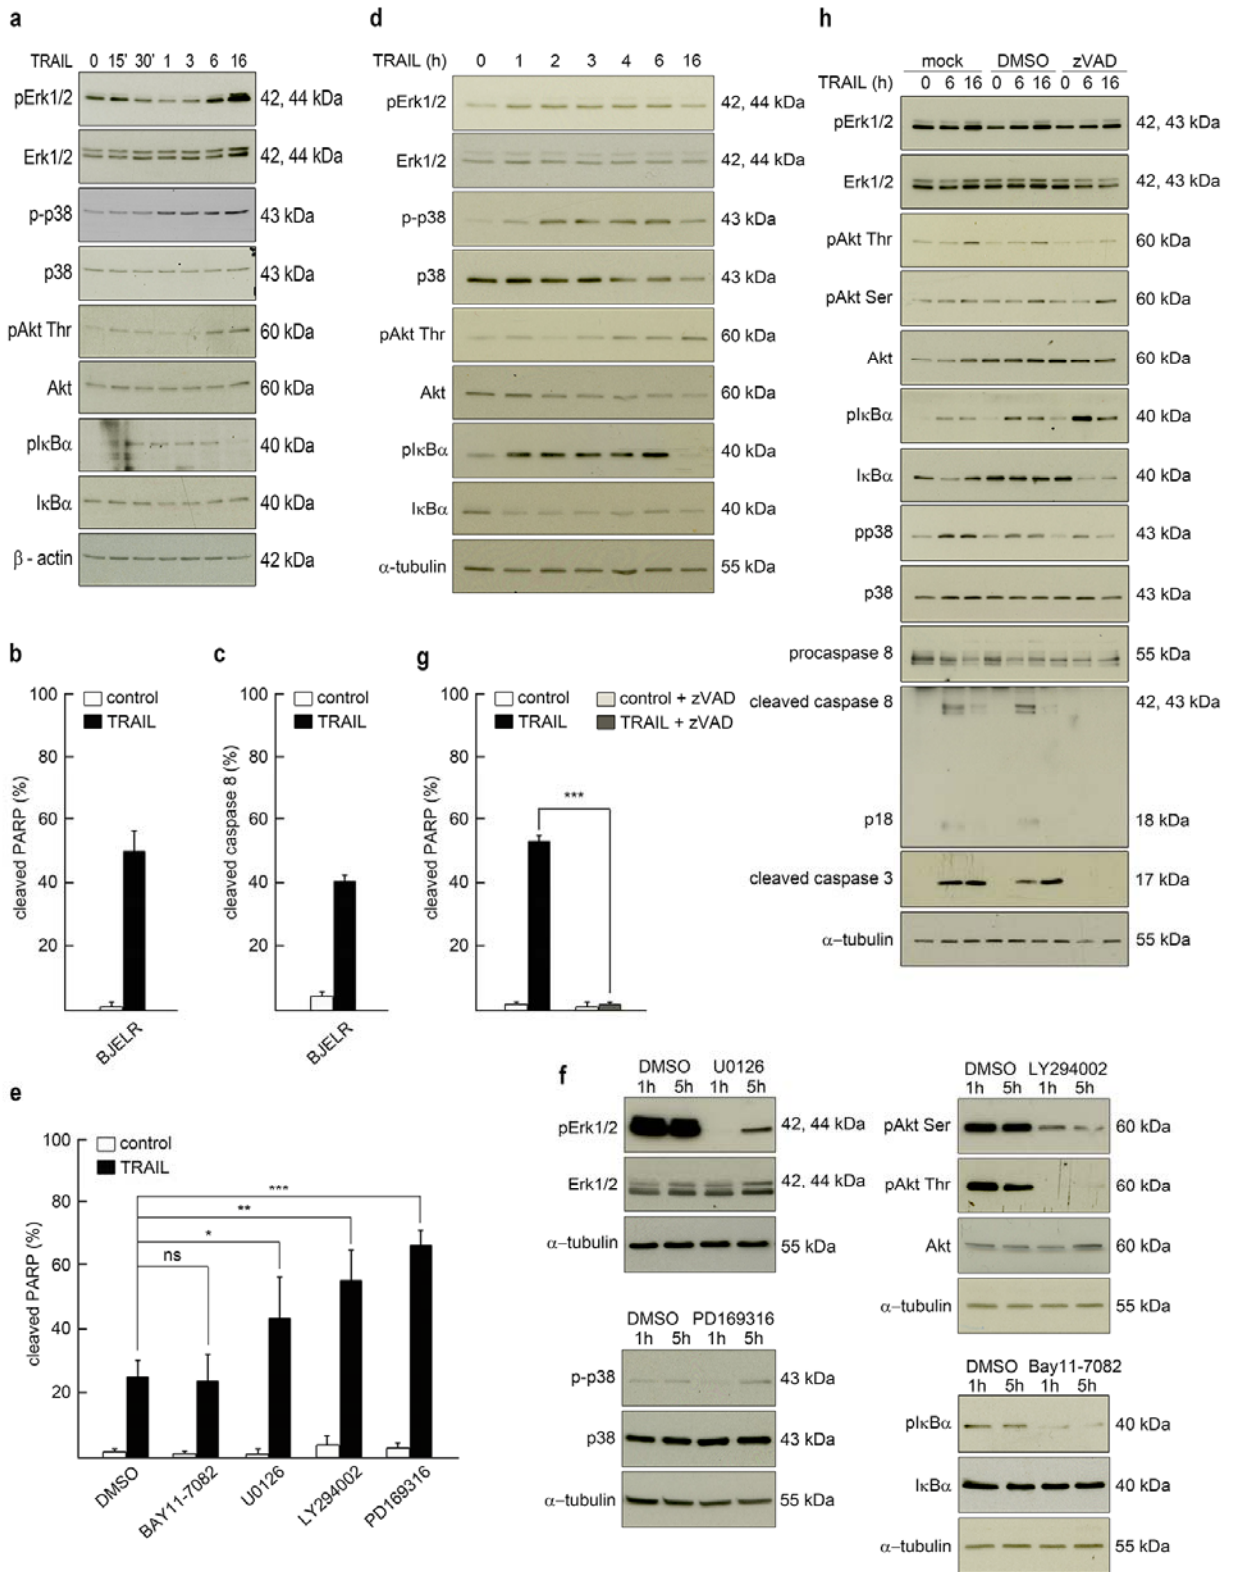 a
TRAIL 0 15' 30' 1 3 6 16
pErk1/2 42, 44 kDa
Erk1/2 42, 44 kDa
p-p38 43 kDa
p38 43 kDa
pAkt Thr 60 kDa
Akt 60 kDa
pIκBα 40 kDa
IκBα 40 kDa
β - actin 42 kDa
d
TRAIL (h) 0 1 2 3 4 6 16
pErk1/2 42, 44 kDa
Erk1/2 42, 44 kDa
p-p38 43 kDa
p38 43 kDa
pAkt Thr 60 kDa
Akt 60 kDa
pIκBα 40 kDa
IκBα 40 kDa
α-tubulin 55 kDa
h
mock DMSO zVAD
TRAIL (h) 0 6 16 0 6 16 0 6 16
pErk1/2 42, 43 kDa
Erk1/2 42, 43 kDa
pAkt Thr 60 kDa
pAkt Ser 60 kDa
Akt 60 kDa
pIκBα 40 kDa
IκBα 40 kDa
pp38 43 kDa
p38 43 kDa
procaspase 8 55 kDa
cleaved caspase 8 42, 43 kDa
p18 18 kDa
cleaved caspase 3 17 kDa
α–tubulin 55 kDa
b
control
TRAIL
cleaved PARP (%)
100
80
60
40
20
BJELR
c
control
TRAIL
cleaved caspase 8 (%)
100
80
60
40
20
BJELR
g
control
TRAIL
control + zVAD
TRAIL + zVAD
cleaved PARP (%)
100
80
60
40
20
***
e
control
TRAIL
cleaved PARP (%)
100
80
60
40
20
***
**
*
ns
DMSO
BAY11-7082
U0126
LY294002
PD169316
f
DMSO U0126
1h 5h 1h 5h
pErk1/2 42, 44 kDa
Erk1/2 42, 44 kDa
α–tubulin 55 kDa
DMSO PD169316
1h 5h 1h 5h
p-p38 43 kDa
p38 43 kDa
α–tubulin 55 kDa
DMSO LY294002
1h 5h 1h 5h
pAkt Ser 60 kDa
pAkt Thr 60 kDa
Akt 60 kDa
α–tubulin 55 kDa
DMSO Bay11-7082
1h 5h 1h 5h
pIκBα 40 kDa
IκBα 40 kDa
α–tubulin 55 kDa